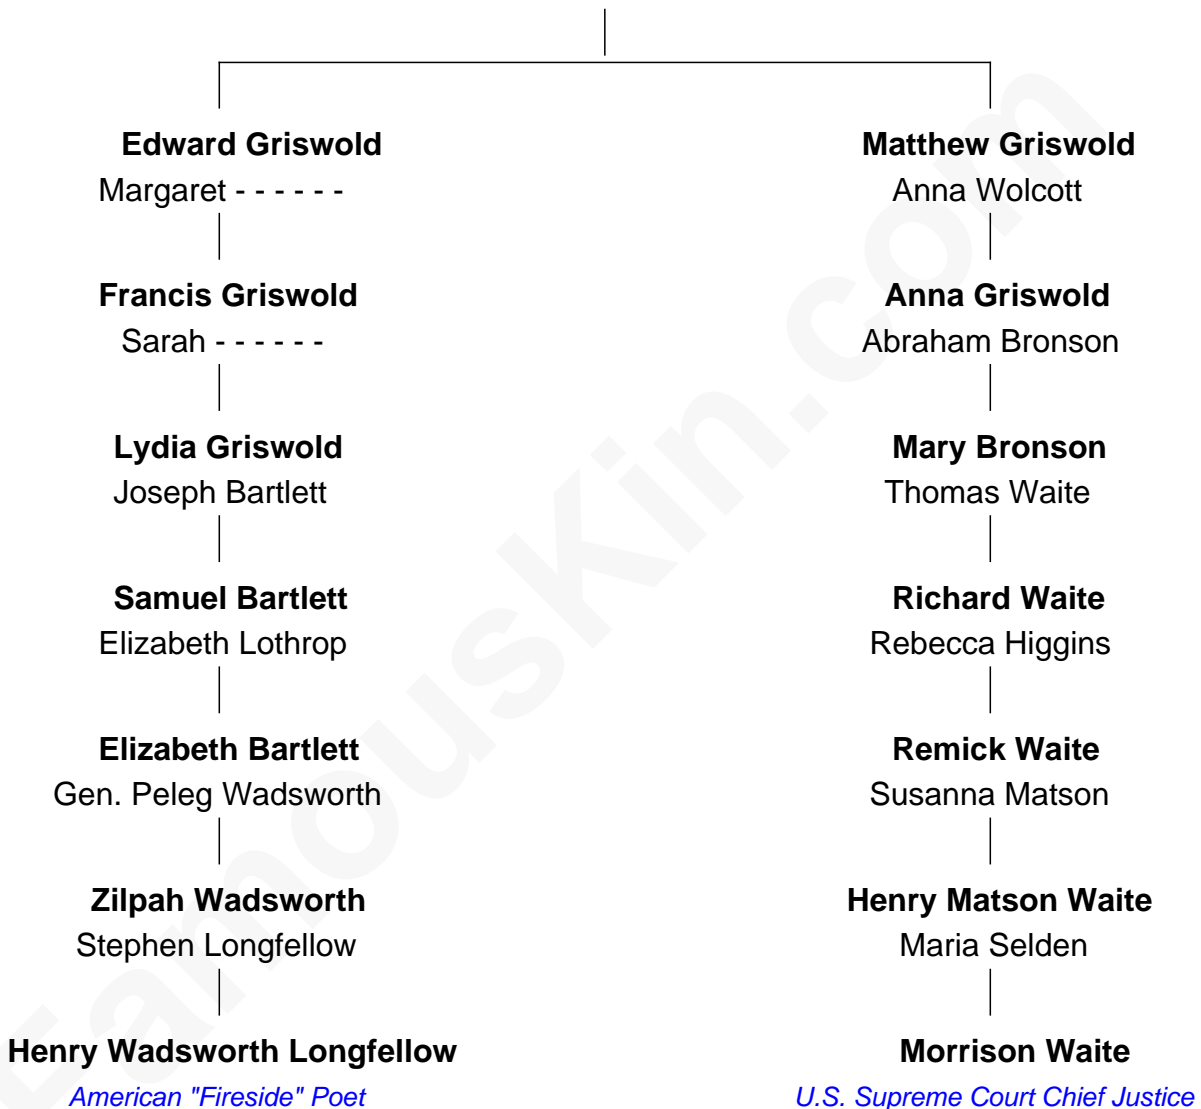 Edward Griswold
Margaret - - - - - -
Francis Griswold
Sarah - - - - - -
Lydia Griswold
Joseph Bartlett
Samuel Bartlett
Elizabeth Lothrop
Elizabeth Bartlett
Gen. Peleg Wadsworth
Zilpah Wadsworth
Stephen Longfellow
Henry Wadsworth Longfellow
American "Fireside" Poet
Matthew Griswold
Anna Wolcott
Anna Griswold
Abraham Bronson
Mary Bronson
Thomas Waite
Richard Waite
Rebecca Higgins
Remick Waite
Susanna Matson
Henry Matson Waite
Maria Selden
Morrison Waite
U.S. Supreme Court Chief Justice
FamousKin.com